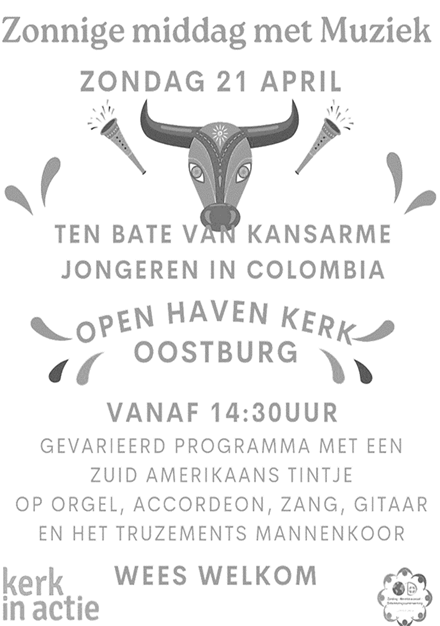 Zonnige middag met Muziek
ZONDAG 21 APRIL
TEN BATE VAN KANSARME
JONGEREN IN COLOMBIA
OPEN HAVEN KERK
OOSTBURG
VANAF 14:30UUR
GEVARIEERD PROGRAMMA MET EEN
ZUID AMERIKAANS TINTJE
OP ORGEL, ACCORDEON, ZANG, GITAAR
EN HET TRUZEMENTS MANNENKOOR
WEES WELKOM
kerk
in actie